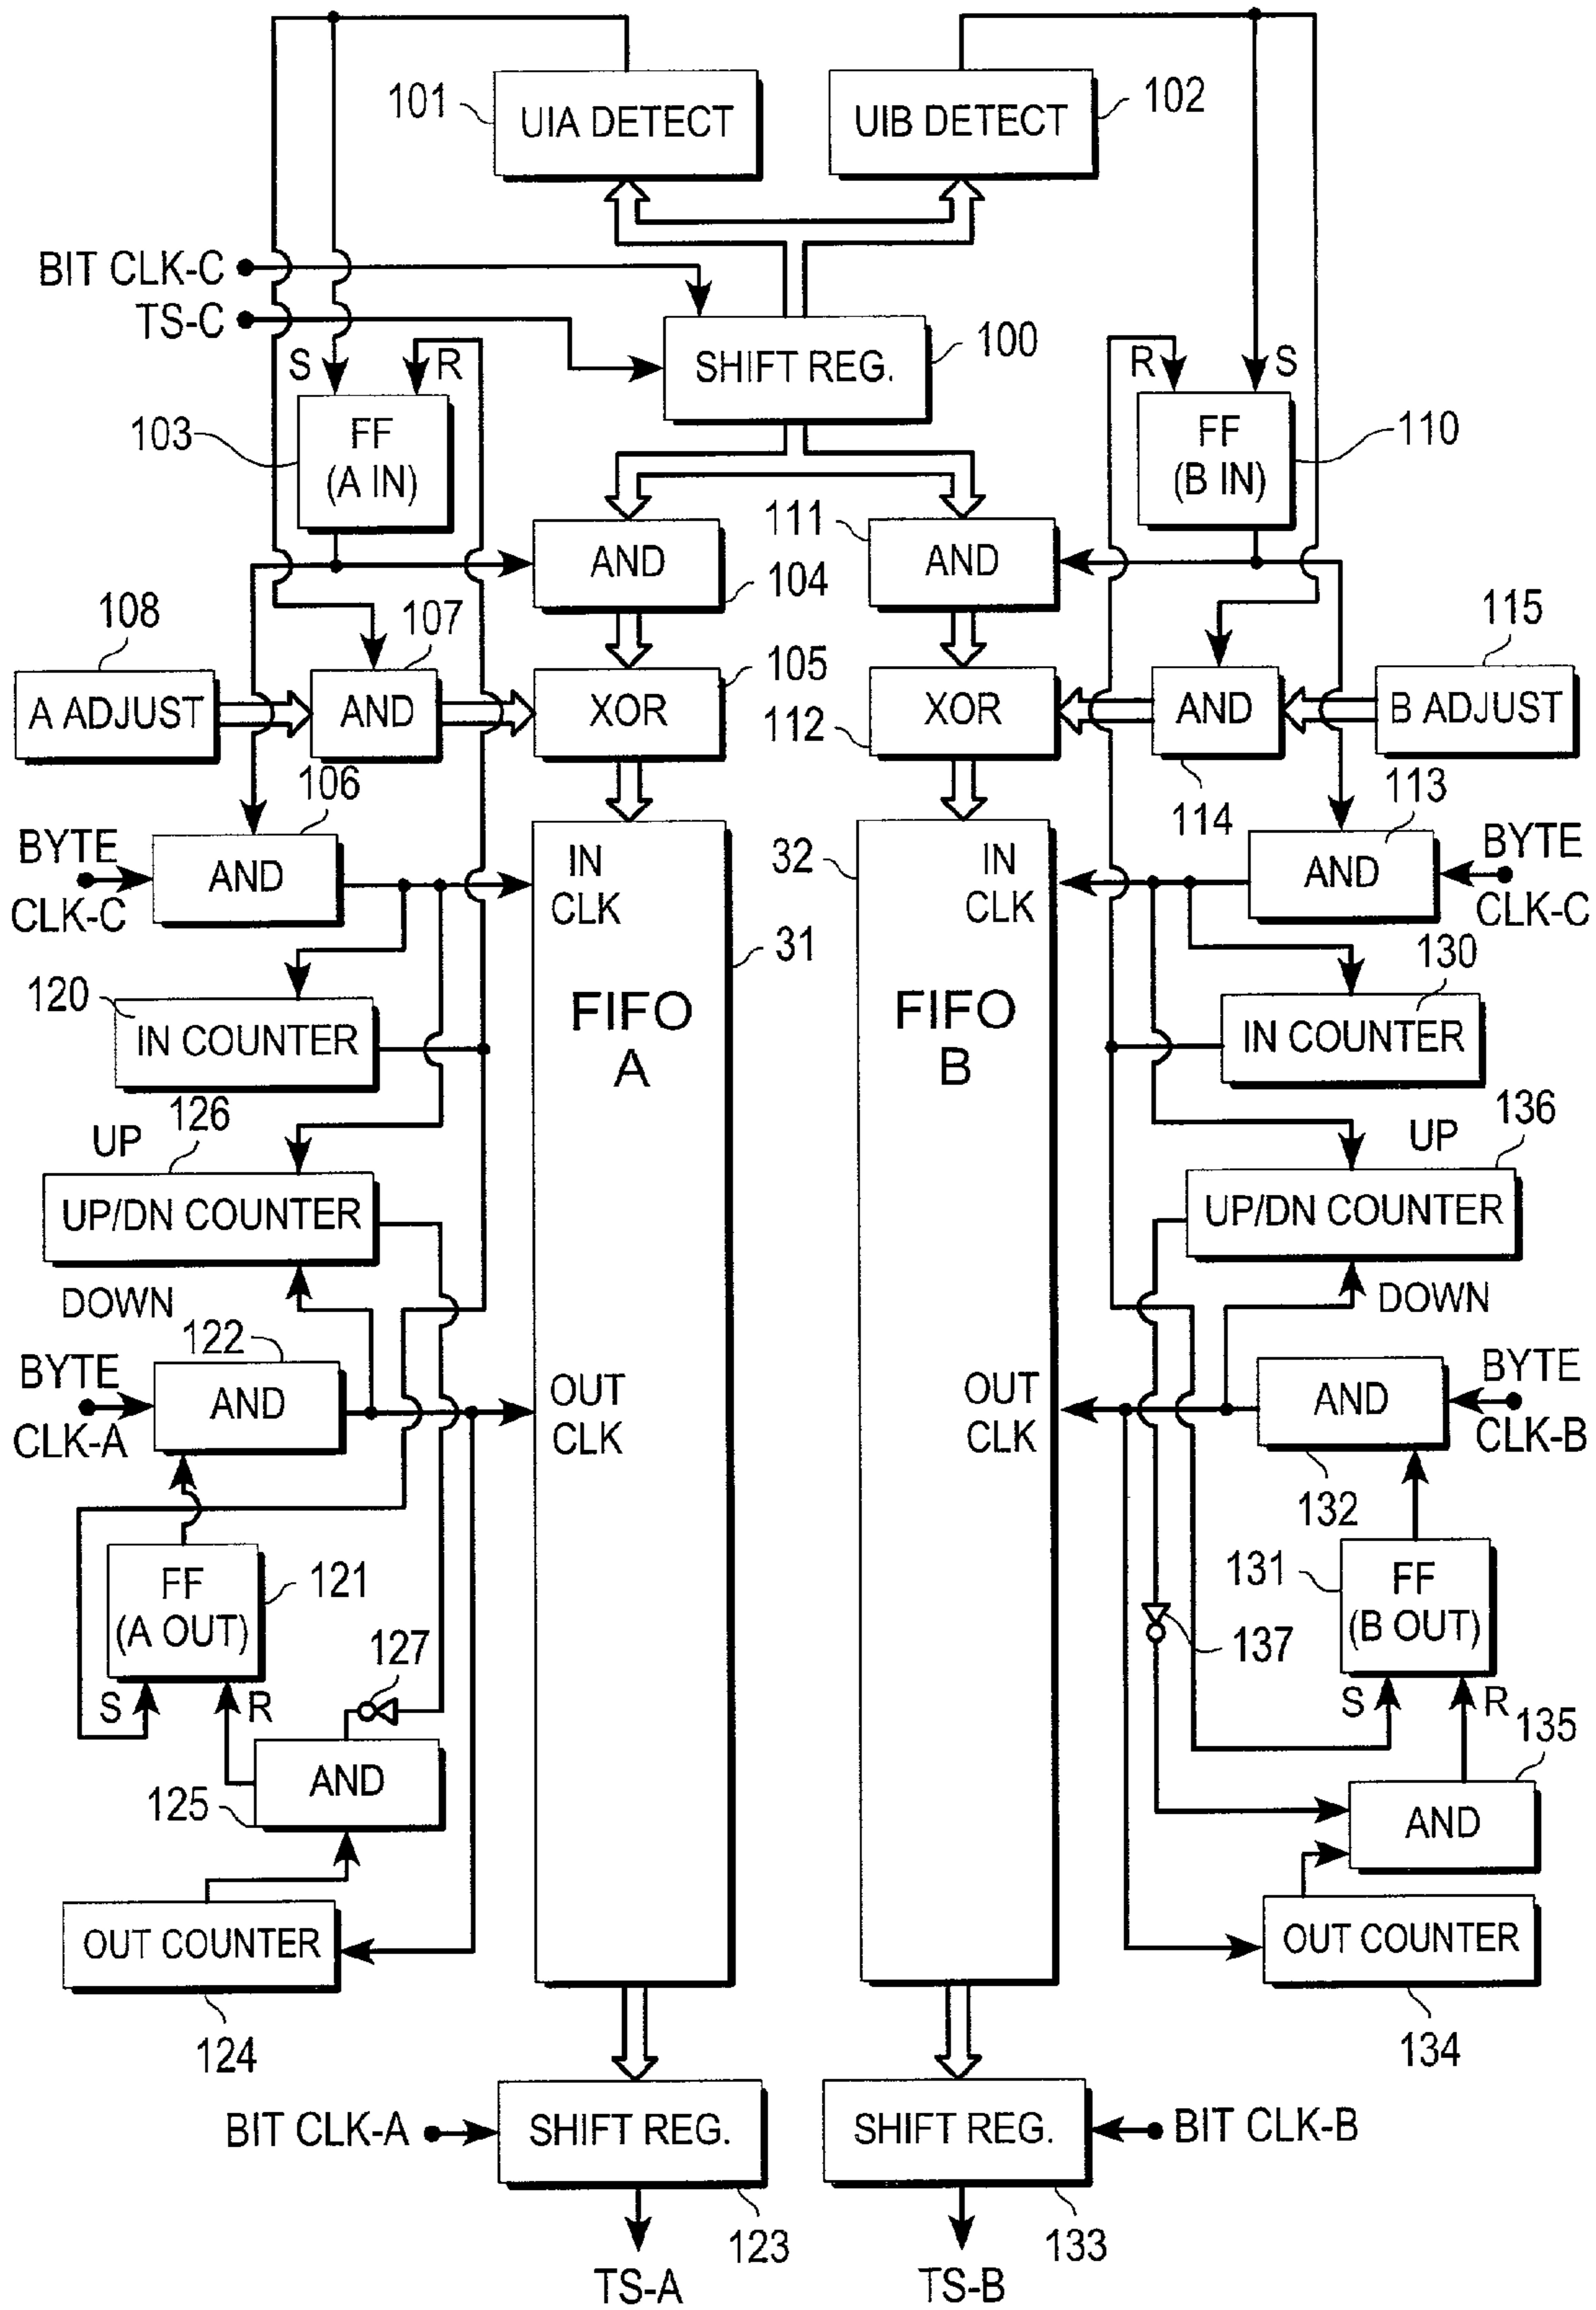 101
UIA DETECT
UIB DETECT
102
BIT CLK-C
TS-C
SHIFT REG.
100
S
R
R
S
103
FF
(A IN)
FF
(B IN)
110
AND
104
111
AND
108
A ADJUST
107
AND
105
XOR
XOR
112
AND
114
115
B ADJUST
106
BYTE
CLK-C
AND
IN
CLK
31
32
IN
CLK
113
AND
BYTE
CLK-C
120
IN COUNTER
FIFO
A
FIFO
B
130
IN COUNTER
UP
126
UP/DN COUNTER
DOWN
UP
136
UP/DN COUNTER
DOWN
122
BYTE
CLK-A
AND
OUT
CLK
OUT
CLK
AND
132
BYTE
CLK-B
FF
(A OUT)
121
S
R
127
AND
125
137
131
FF
(B OUT)
S
R
135
AND
OUT COUNTER
124
OUT COUNTER
134
BIT CLK-A
SHIFT REG.
123
SHIFT REG.
133
BIT CLK-B
TS-A
TS-B